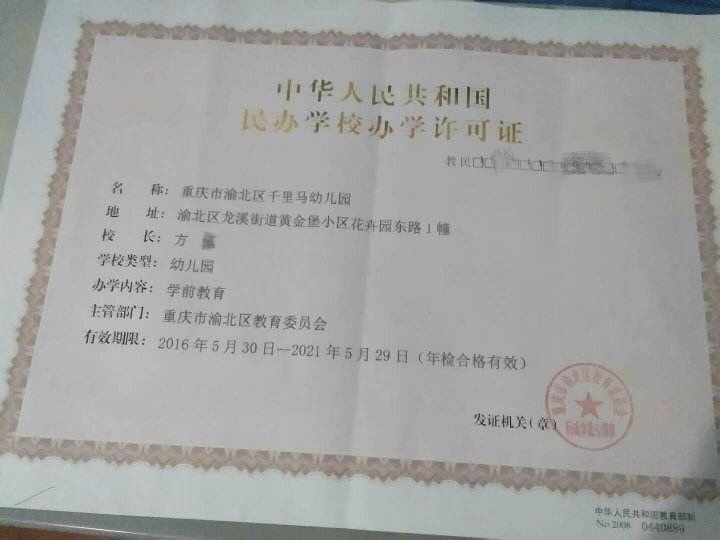 中华人民共和国
民办学校办学许可证
教民
名 称：重庆市渝北区千里马幼儿园
地 址：渝北区龙溪街道黄金堡小区花卉园东路1幢
校 长：方
学校类型：幼儿园
办学内容：学前教育
主管部门：重庆市渝北区教育委员会
有效期限：2016年5月30日—2021年5月29日（年检合格有效）
发证机关(章)
中华人民共和国教育部制
No.2008 0440889